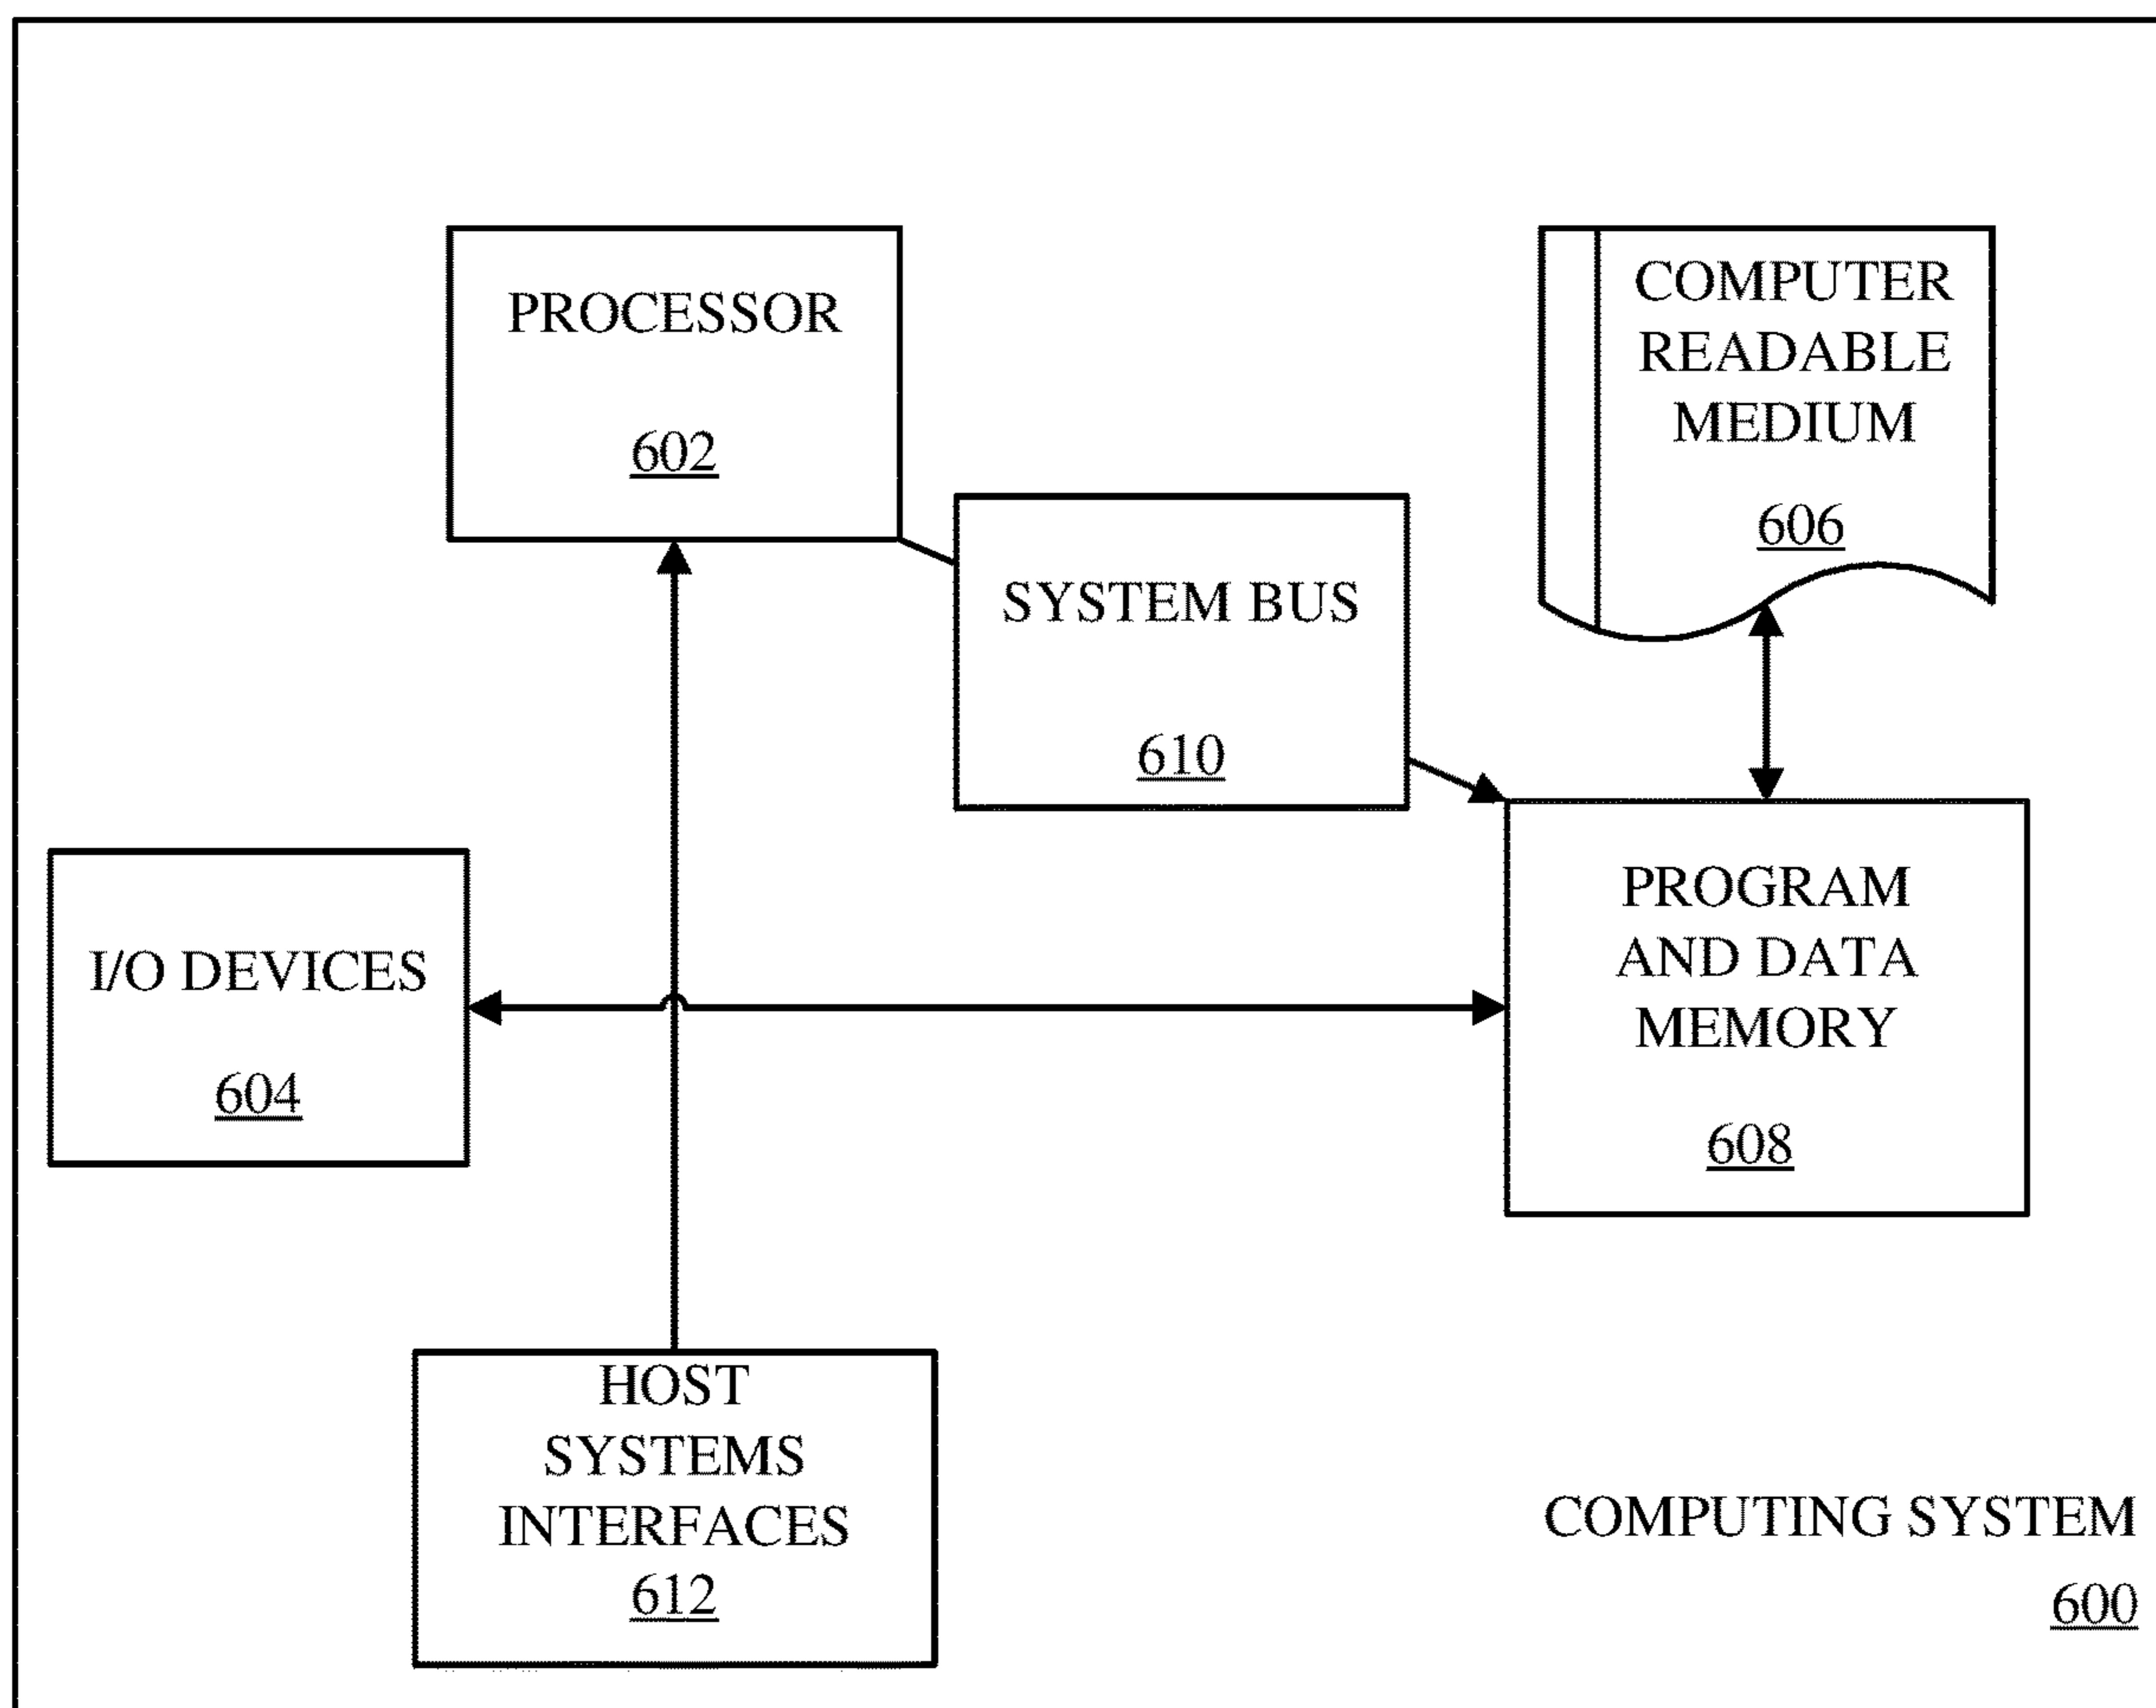 PROCESSOR
602
COMPUTER
READABLE
MEDIUM
606
SYSTEM BUS
610
I/O DEVICES
604
PROGRAM
AND DATA
MEMORY
608
HOST
SYSTEMS
INTERFACES
612
COMPUTING SYSTEM
600